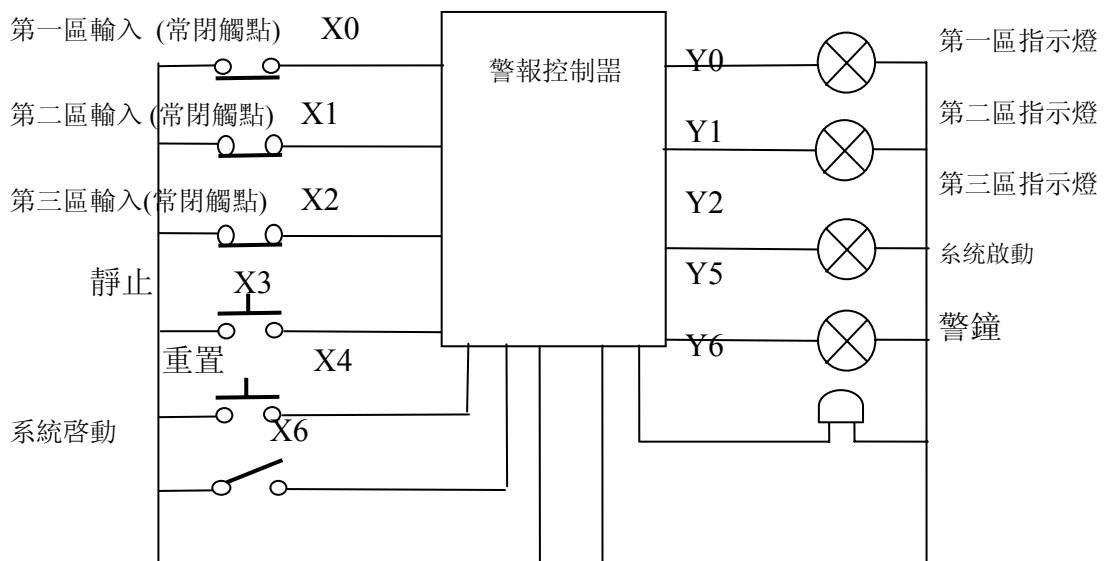 第一區輸入 (常閉觸點) X0
第二區輸入 (常閉觸點) X1
第三區輸入(常閉觸點) X2
靜止 X3
重置 X4
系統啓動 X6
警報控制器
Y0 第一區指示燈
Y1 第二區指示燈
Y2 第三區指示燈
Y5 糸统啟動
Y6 警鐘